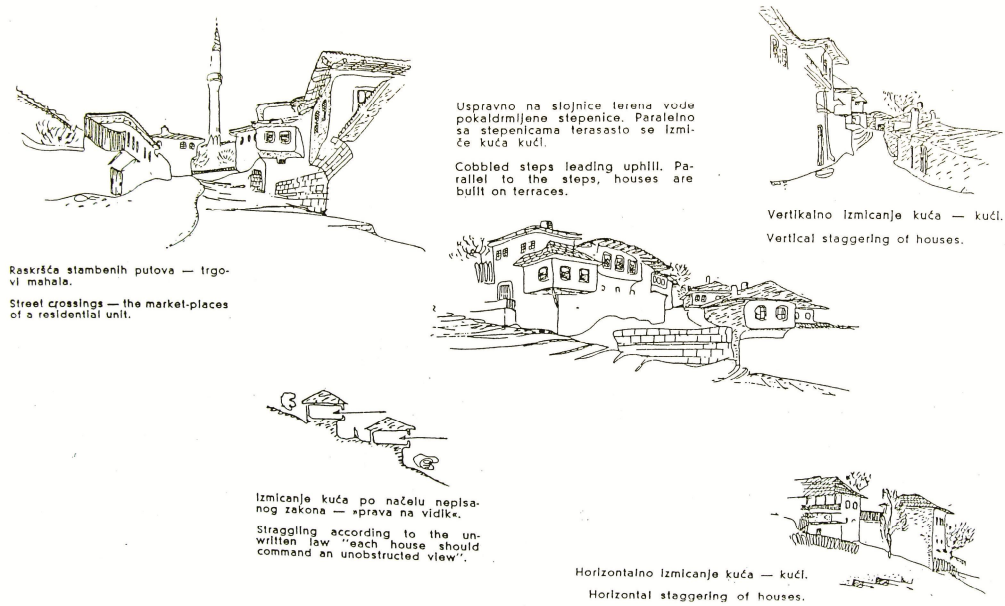 Uspravno na slojnice terena vode
pokaldrmljene stepenice. Paralelno
sa stepenicama terasasto se izmi-
če kuća kući.
Cobbled steps leading uphill. Pa-
rallel to the steps, houses are
built on terraces.
Vertikalno izmicanje kuća — kući.
Vertical staggering of houses.
Raskršća stambenih putova — trgo-
vi mahala.
Street crossings — the market-places
of a residential unit.
Izmicanje kuća po načelu nepisa-
nog zakona — »prava na vidik«.
Straggling according to the un-
written law "each house should
command an unobstructed view".
Horizontalno izmicanje kuća — kući.
Horizontal staggering of houses.